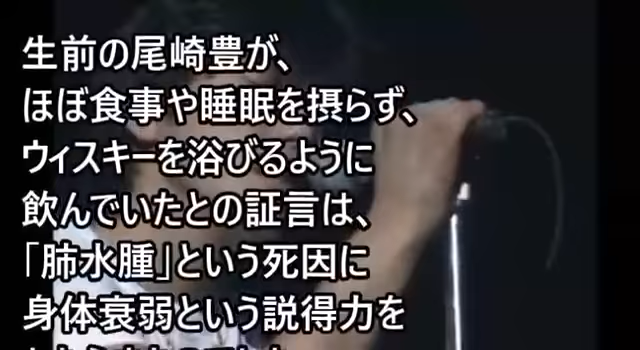 生前の尾崎豊が、
ほぼ食事や睡眠を摂らず、
ウィスキーを浴びるように
飲んでいたとの証言は、
「肺水腫」という死因に
身体衰弱という説得力を